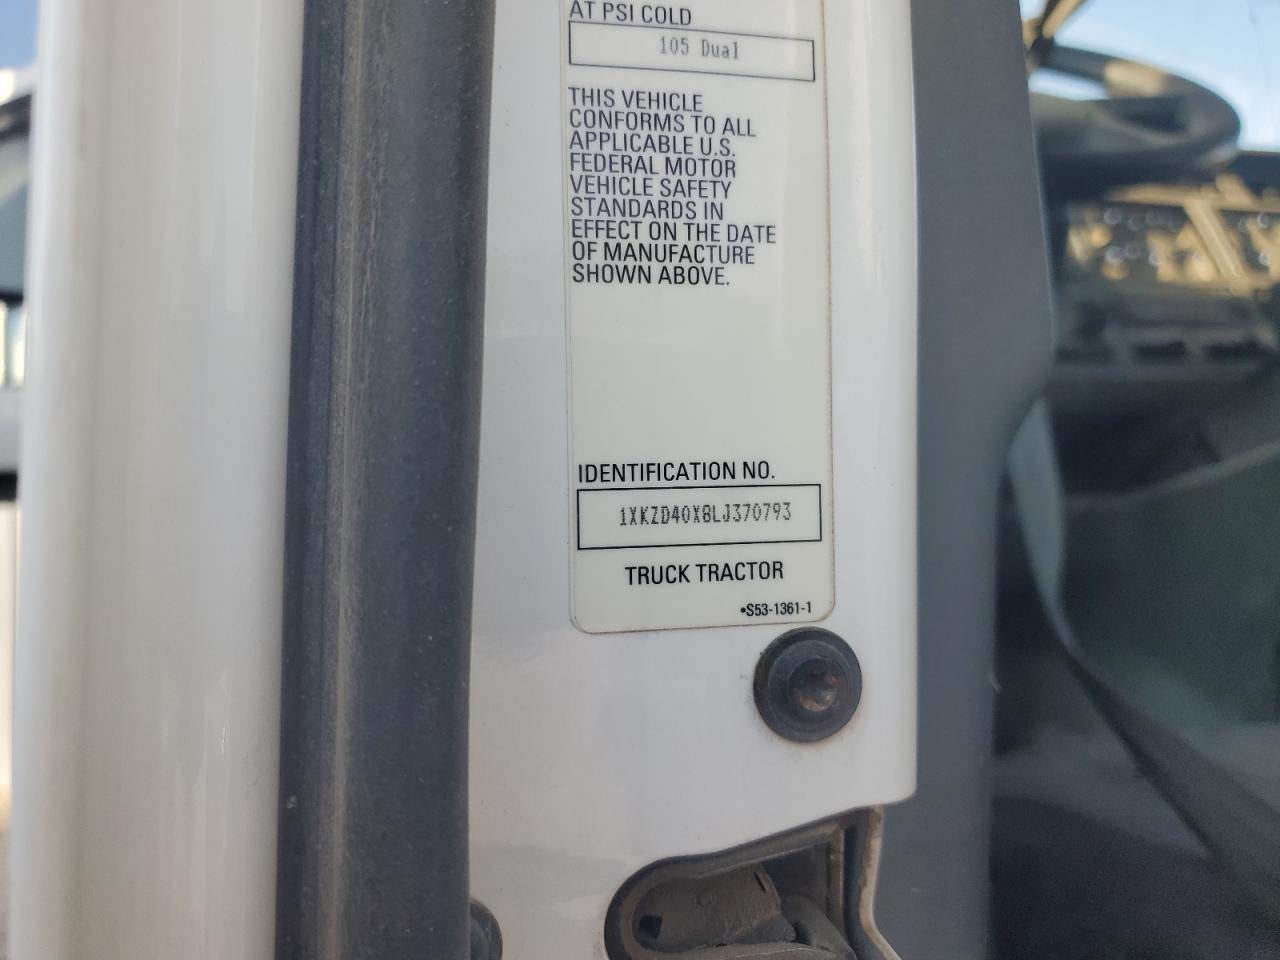 AT PSI COLD
105 Dual
THIS VEHICLE
CONFORMS TO ALL
APPLICABLE U.S.
FEDERAL MOTOR
VEHICLE SAFETY
STANDARDS IN
EFFECT ON THE DATE
OF MANUFACTURE
SHOWN ABOVE.
IDENTIFICATION NO.
1XKZD40X8LJ370793
TRUCK TRACTOR
•S53-1361-1